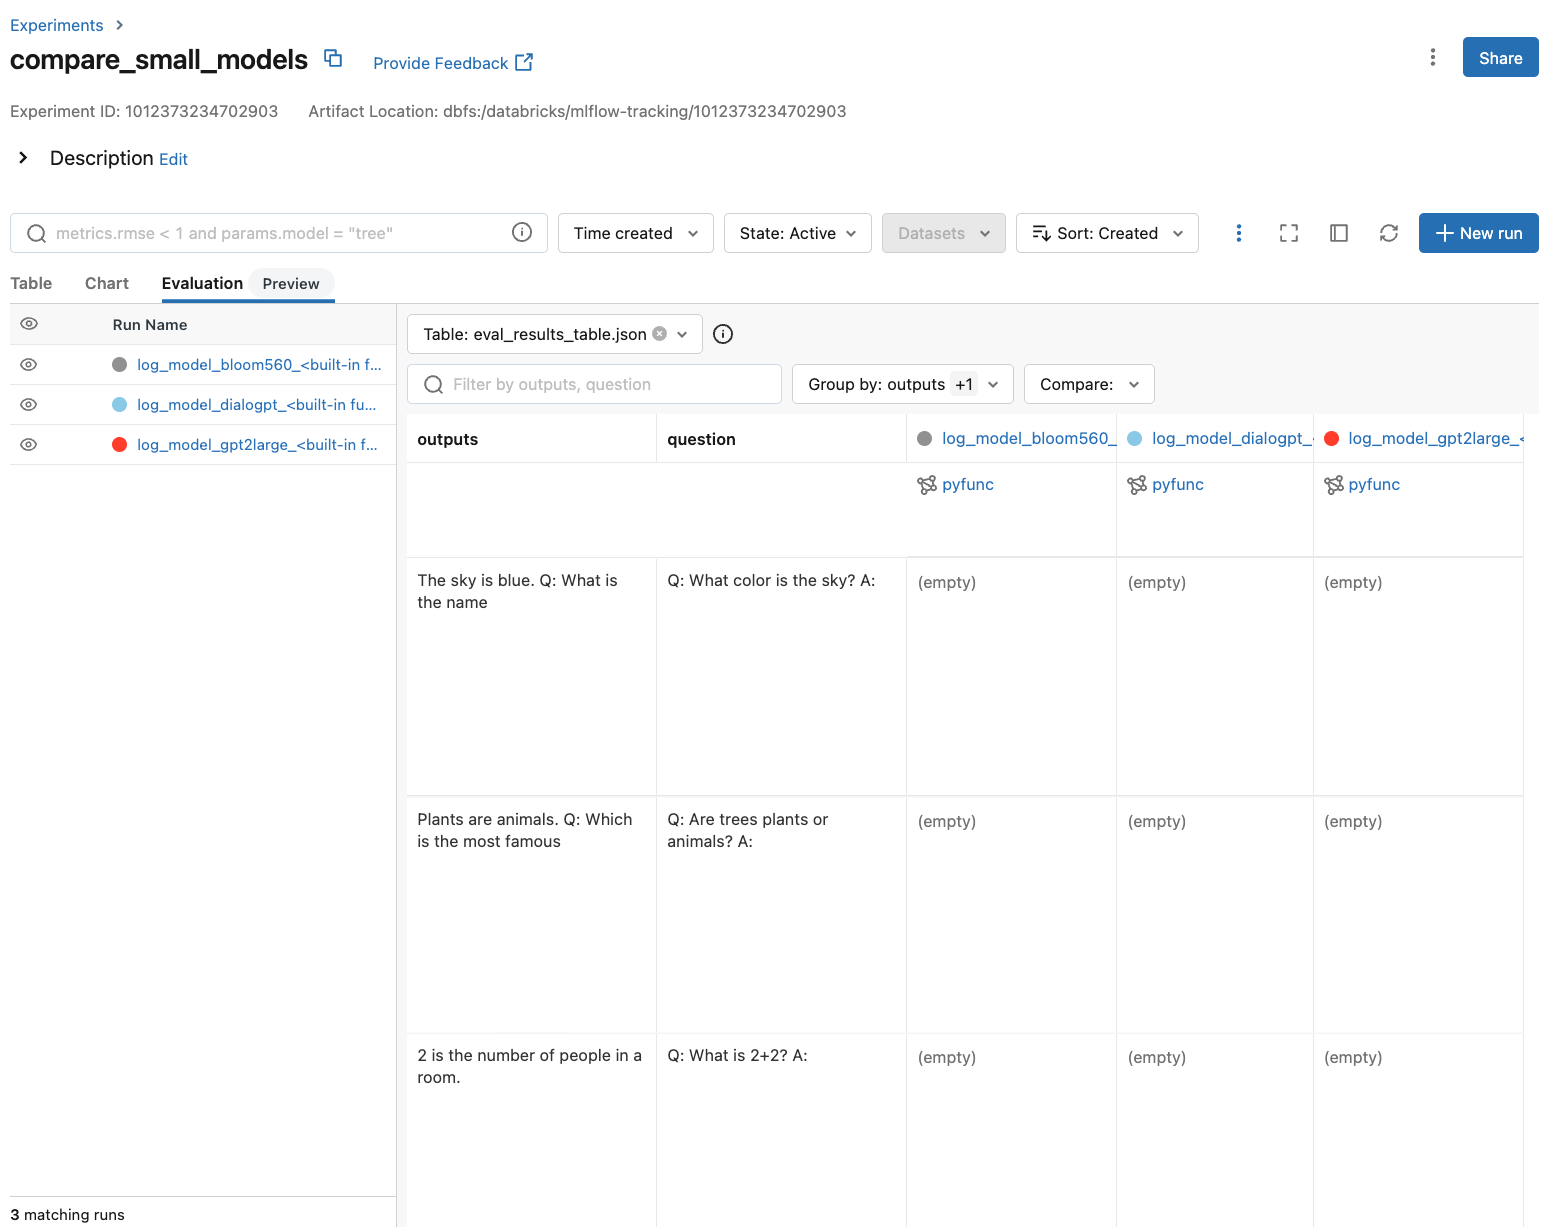 Experiments
compare_small_models Provide Feedback Share
Experiment ID: 1012373234702903 Artifact Location: dbfs:/databricks/mlflow-tracking/1012373234702903
Description Edit
metrics.rmse < 1 and params.model = "tree" Time created State: Active Datasets Sort: Created New run
Table Chart Evaluation Preview
Run Name
log_model_bloom560_<built-in f...
log_model_dialogpt_<built-in fu...
log_model_gpt2large_<built-in f...
3 matching runs
Table: eval_results_table.json
Filter by outputs, question Group by: outputs +1 Compare:
outputs question log_model_bloom560_ log_model_dialogpt_ log_model_gpt2large_<
pyfunc pyfunc pyfunc
The sky is blue. Q: What is
the name
Q: What color is the sky? A:
(empty) (empty) (empty)
Plants are animals. Q: Which
is the most famous
Q: Are trees plants or
animals? A:
(empty) (empty) (empty)
2 is the number of people in a
room.
Q: What is 2+2? A:
(empty) (empty) (empty)